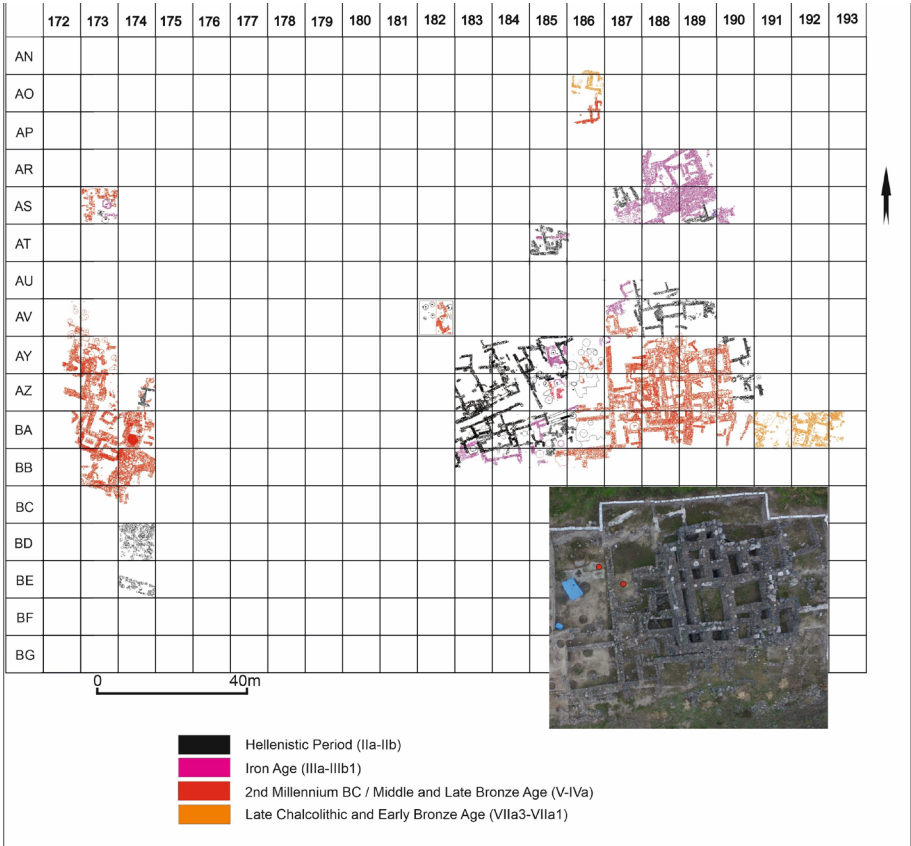 172 173 174 175 176 177 178 179 180 181 182 183 184 185 186 187 188 189 190 191 192 193
AN
AO
AP
AR
AS
AT
AU
AV
AY
AZ
BA
BB
BC
BD
BE
BF
BG
0 40m
Hellenistic Period (IIa-IIb)
Iron Age (IIIa-IIIb1)
2nd Millennium BC / Middle and Late Bronze Age (V-IVa)
Late Chalcolithic and Early Bronze Age (VIIa3-VIIa1)